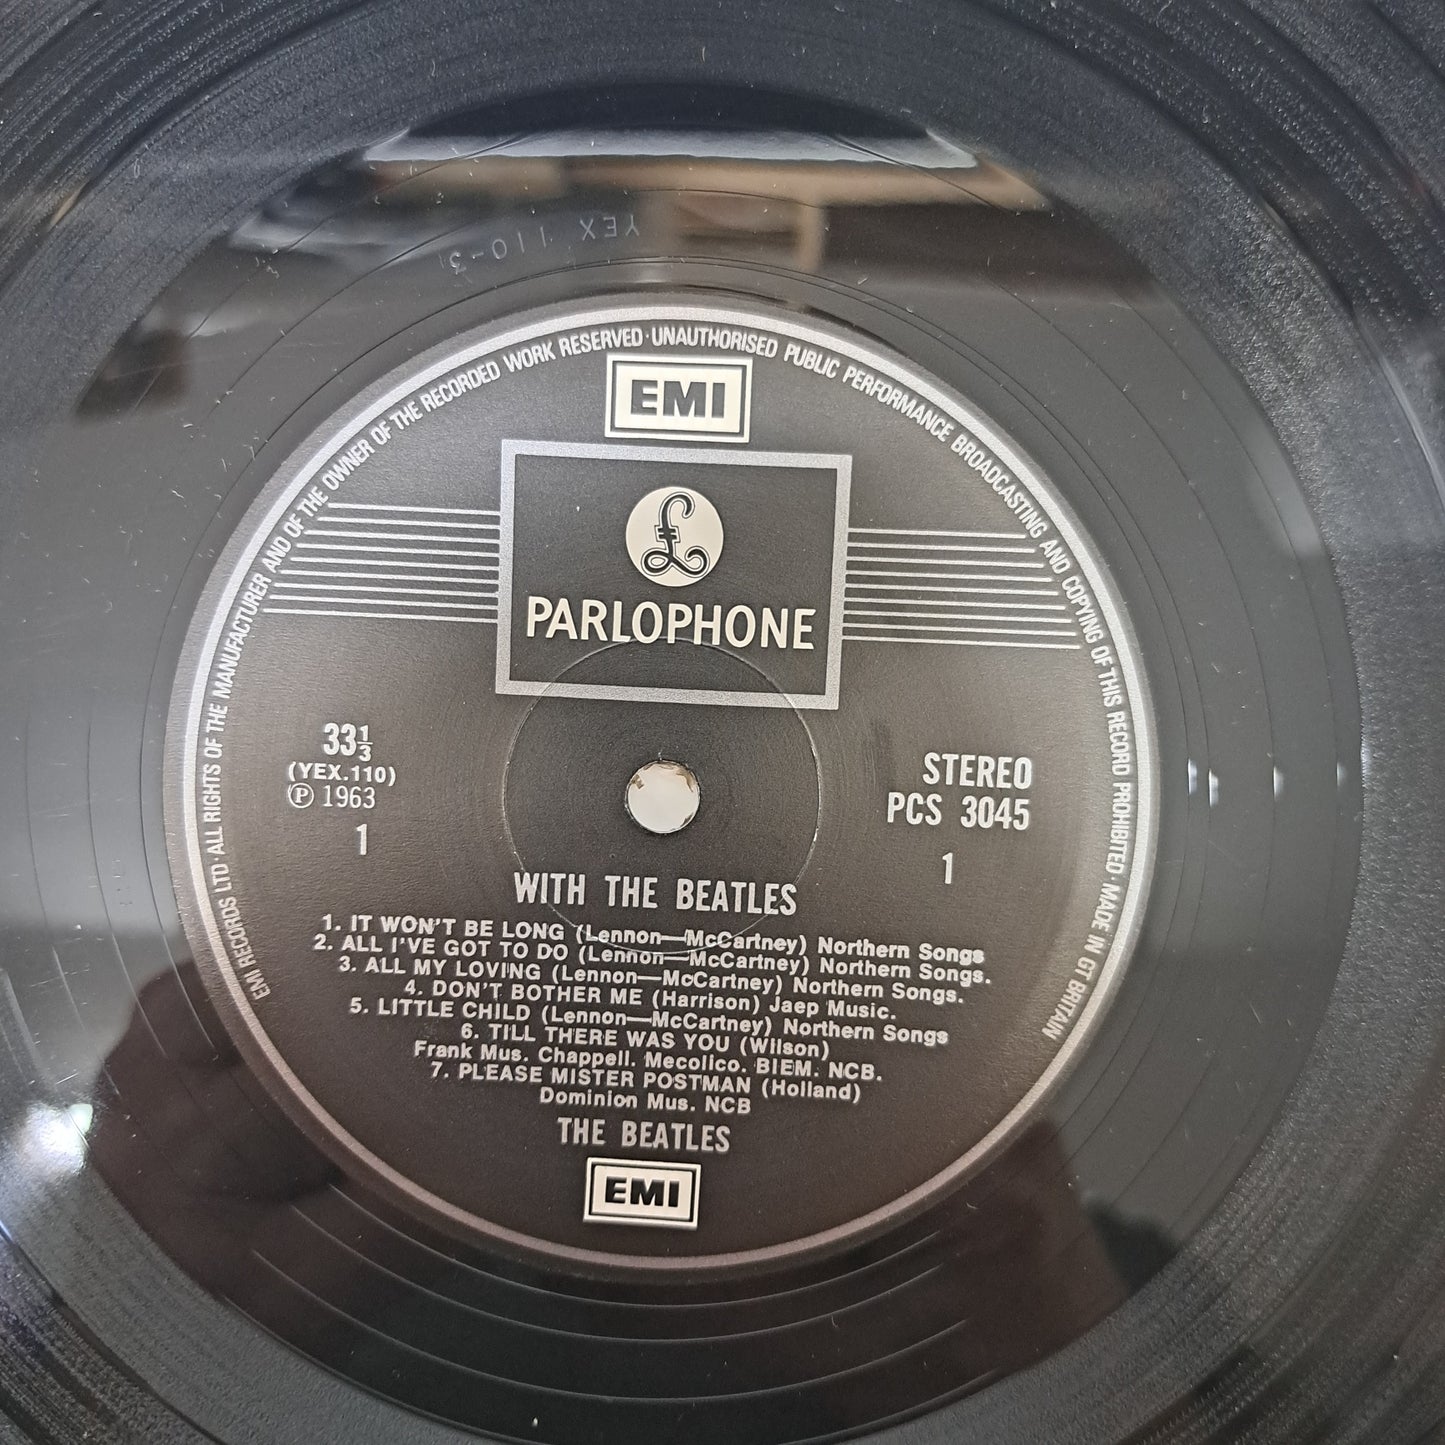 YEX 110-3
EMI RECORDS LTD · ALL RIGHTS OF THE MANUFACTURER AND OF THE OWNER OF THE RECORDED WORK RESERVED · UNAUTHORISED PUBLIC PERFORMANCE BROADCASTING AND COPYING OF THIS RECORD PROHIBITED · MADE IN GT BRITAIN
EMI
£
PARLOPHONE
33⅓
(YEX.110)
Ⓟ 1963
1
STEREO
PCS 3045
1
WITH THE BEATLES
1. IT WON'T BE LONG (Lennon—McCartney) Northern Songs
2. ALL I'VE GOT TO DO (Lennon—McCartney) Northern Songs.
3. ALL MY LOVING (Lennon—McCartney) Northern Songs.
4. DON'T BOTHER ME (Harrison) Jaep Music.
5. LITTLE CHILD (Lennon—McCartney) Northern Songs
6. TILL THERE WAS YOU (Wilson)
Frank Mus. Chappell. Mecolico. BIEM. NCB.
7. PLEASE MISTER POSTMAN (Holland)
Dominion Mus. NCB
THE BEATLES
EMI